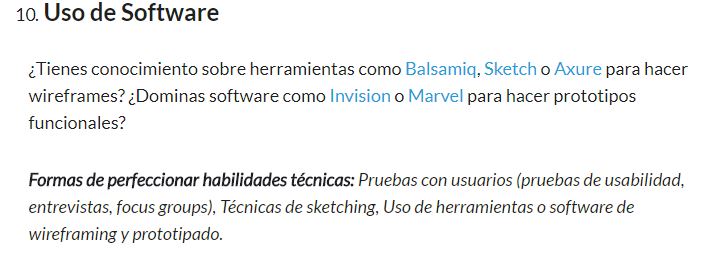 10. Uso de Software
¿Tienes conocimiento sobre herramientas como Balsamiq, Sketch o Axure para hacer
wireframes? ¿Dominas software como Invision o Marvel para hacer prototipos
funcionales?
Formas de perfeccionar habilidades técnicas: Pruebas con usuarios (pruebas de usabilidad,
entrevistas, focus groups), Técnicas de sketching, Uso de herramientas o software de
wireframing y prototipado.